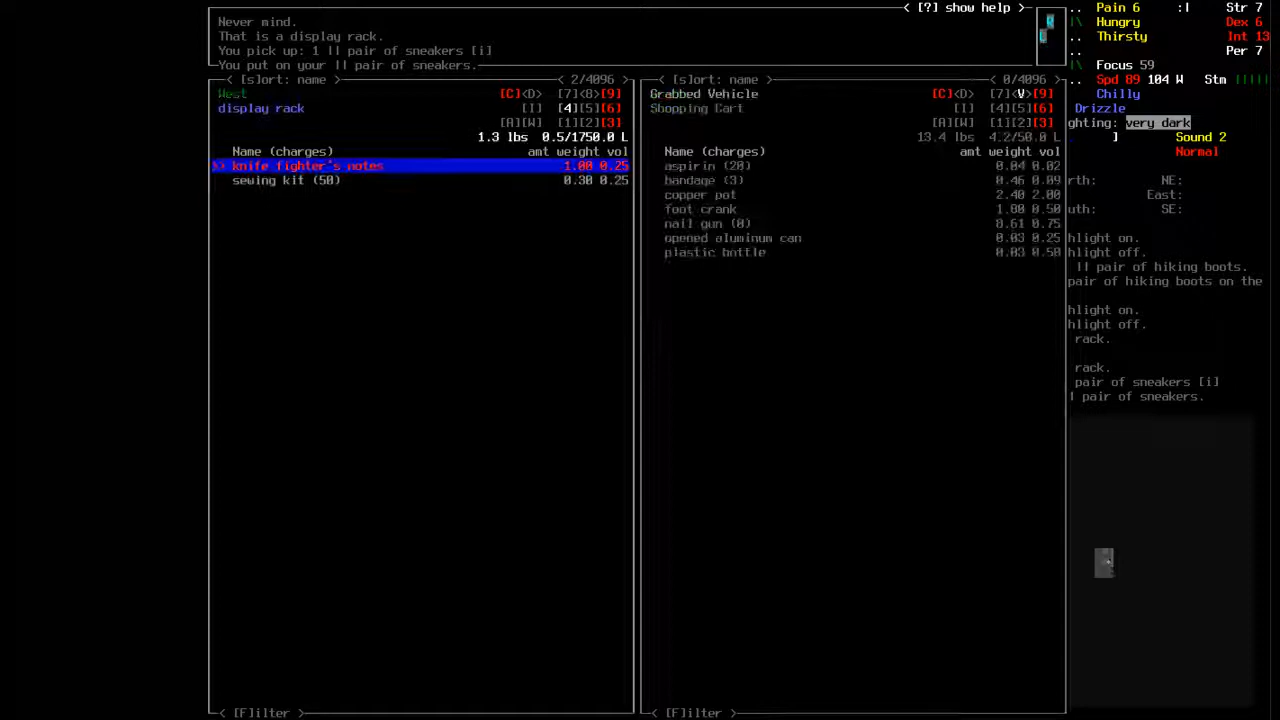 < [?] show help >
Never mind.
That is a display rack.
You pick up: 1 || pair of sneakers [i]
You put on your || pair of sneakers.
< [s]ort: name > < 2/4096 >
West [C]<D> [7]<8>[9]
display rack [I] [4][5][6]
[A][W] [1][2][3]
1.3 lbs 0.5/1750.0 L
Name (charges) amt weight vol
>> knife fighter's notes 1.00 0.25
sewing kit (50) 0.30 0.25
< [F]ilter >
< [s]ort: name > < 0/4096 >
Grabbed Vehicle [C]<D> [7]<V>[9]
Shopping Cart [I] [4][5][6]
[A][W] [1][2][3]
13.4 lbs 4.2/50.0 L
Name (charges) amt weight vol
aspirin (20) 0.04 0.02
bandage (3) 0.46 0.09
copper pot 2.40 2.00
foot crank 1.80 0.50
nail gun (0) 8.61 0.75
opened aluminum can 0.03 0.25
plastic bottle 0.03 0.50
< [F]ilter >
.. Pain 6 :| Str 7
|\ Hungry Dex 6
.. Thirsty Int 13
.. Per 7
|\ Focus 59
.. Spd 89 104 W Stm |||||
.. Chilly
Drizzle
ghting: very dark
] Sound 2
Normal
rth: NE:
East:
uth: SE:
hlight on.
hlight off.
|| pair of hiking boots.
pair of hiking boots on the
hlight on.
hlight off.
rack.
rack.
pair of sneakers [i]
| pair of sneakers.